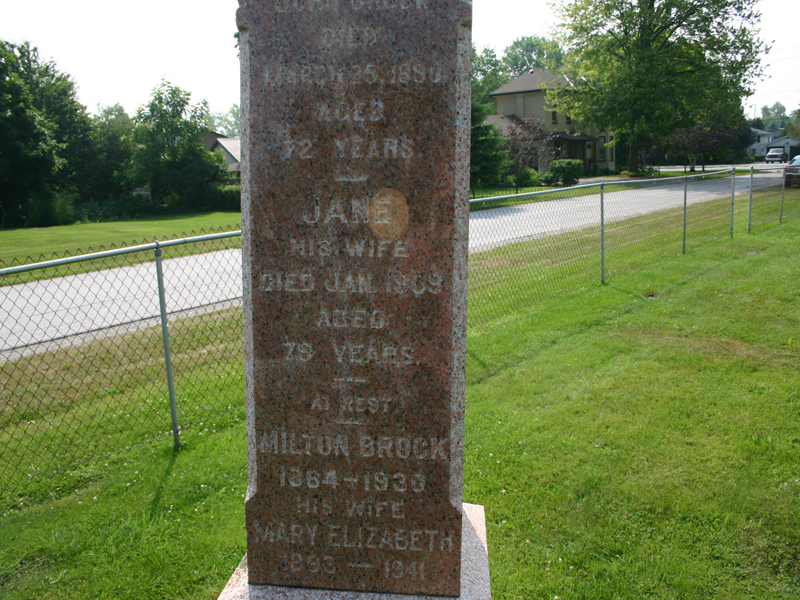 DIED
MARCH 25, 1890
AGED
72 YEARS
JANE
HIS WIFE
DIED JAN. 1909
AGED
79 YEARS
AT REST
MILTON BROCK
1864-1930
HIS WIFE
MARY ELIZABETH
1893-1941